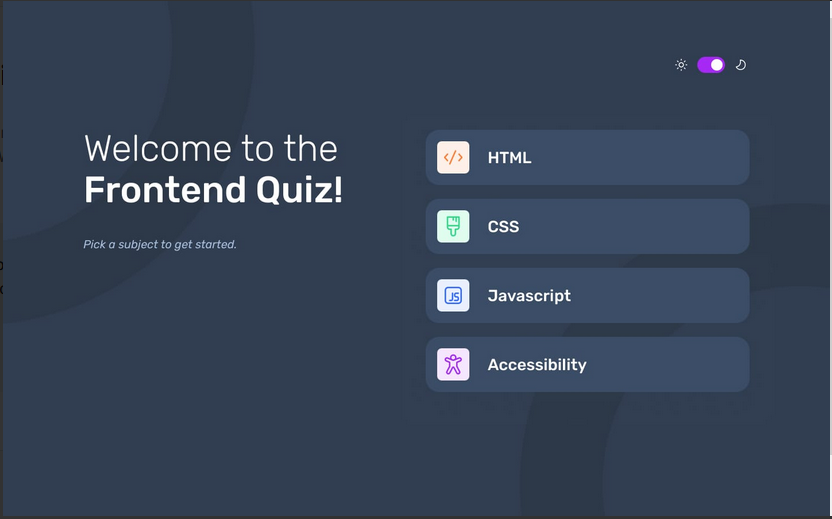 Welcome to the
Frontend Quiz!
Pick a subject to get started.
</> HTML
CSS
JS Javascript
Accessibility